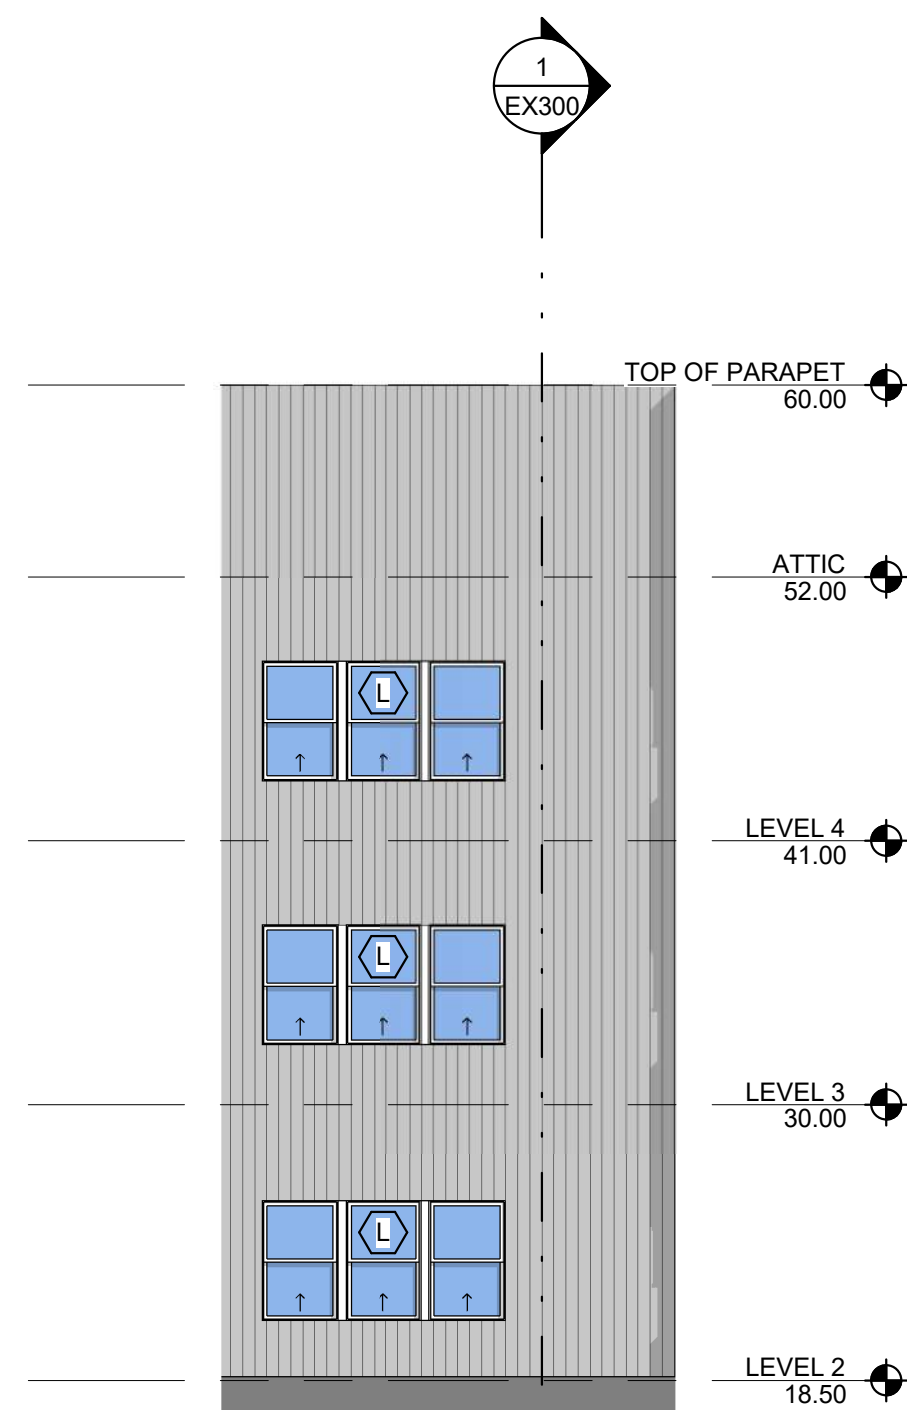 1
EX300
TOP OF PARAPET
60.00
ATTIC
52.00
L
LEVEL 4
41.00
L
LEVEL 3
30.00
L
LEVEL 2
18.50